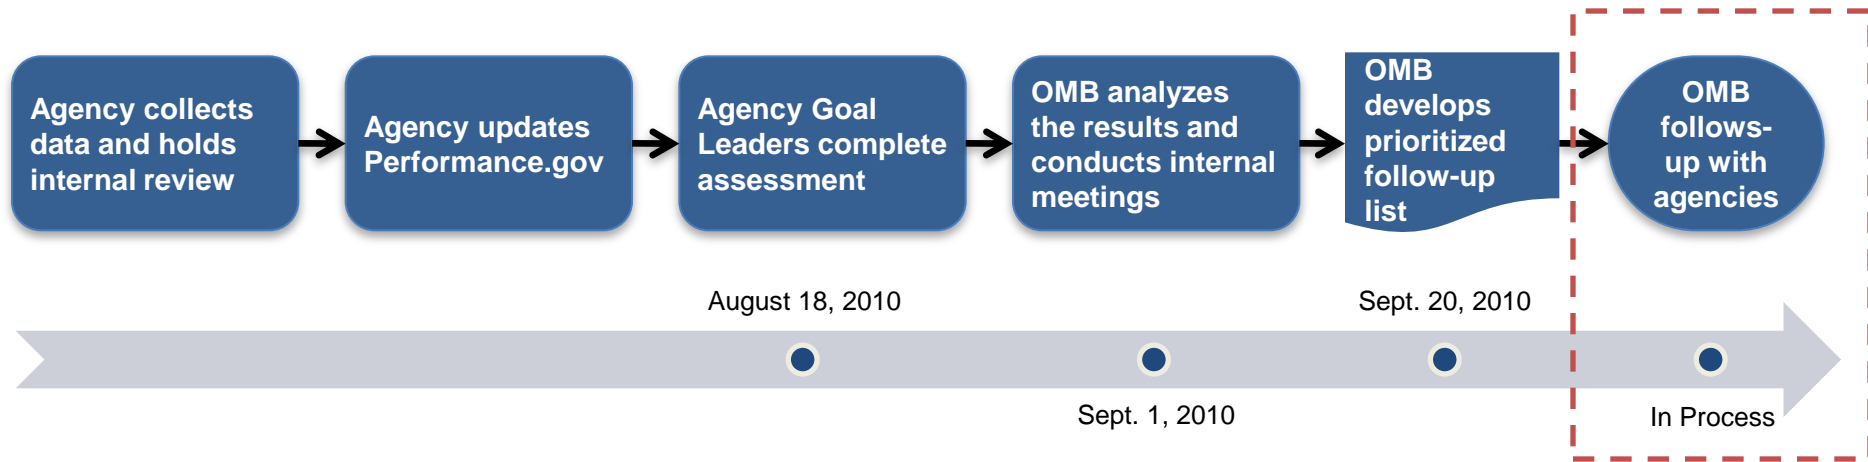 Agency collects
data and holds
internal review
Agency updates
Performance.gov
Agency Goal
Leaders complete
assessment
OMB analyzes
the results and
conducts internal
meetings
OMB
develops
prioritized
follow-up
list
OMB
follows-
up with
agencies
August 18, 2010
Sept. 1, 2010
Sept. 20, 2010
In Process